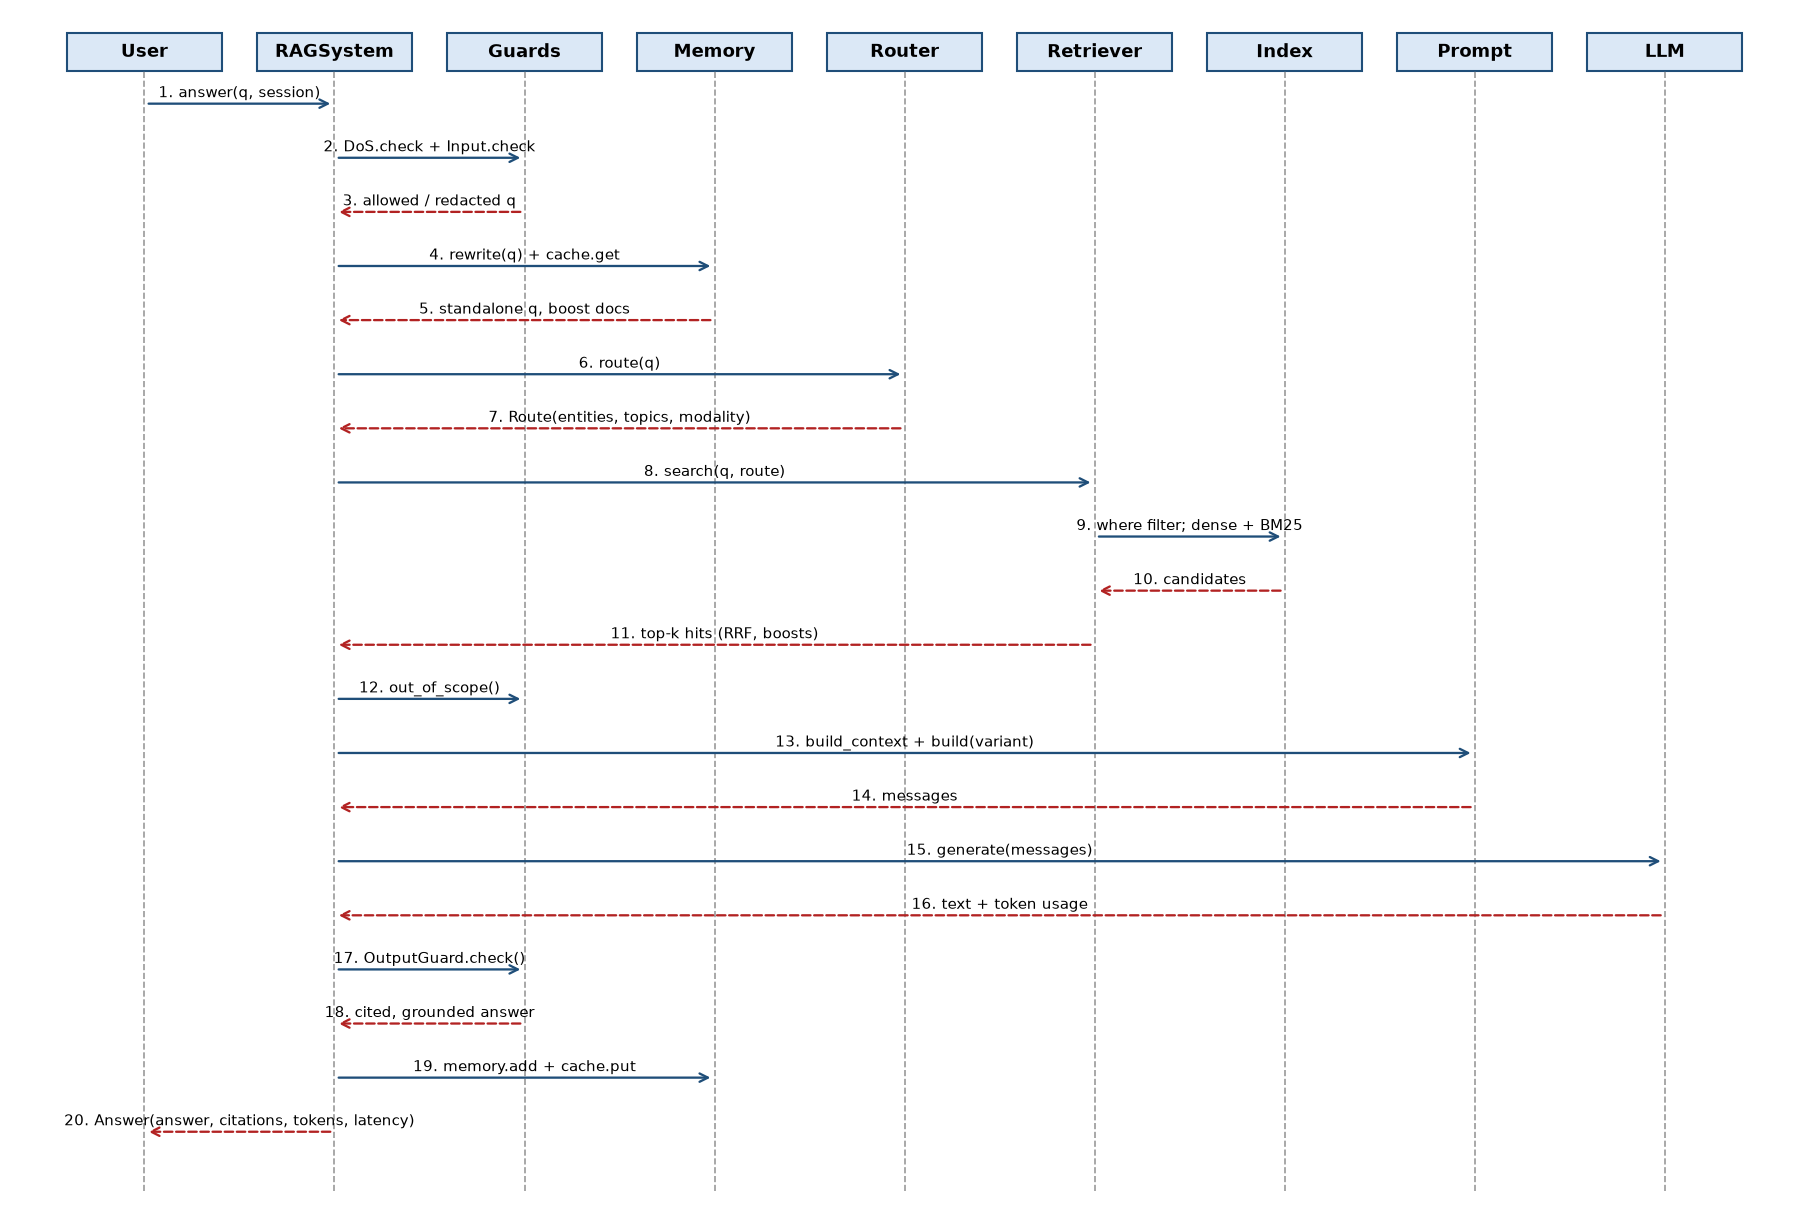 User
RAGSystem
Guards
Memory
Router
Retriever
Index
Prompt
LLM
1. answer(q, session)
2. DoS.check + Input.check
3. allowed / redacted q
4. rewrite(q) + cache.get
5. standalone q, boost docs
6. route(q)
7. Route(entities, topics, modality)
8. search(q, route)
9. where filter; dense + BM25
10. candidates
11. top-k hits (RRF, boosts)
12. out_of_scope()
13. build_context + build(variant)
14. messages
15. generate(messages)
16. text + token usage
17. OutputGuard.check()
18. cited, grounded answer
19. memory.add + cache.put
20. Answer(answer, citations, tokens, latency)